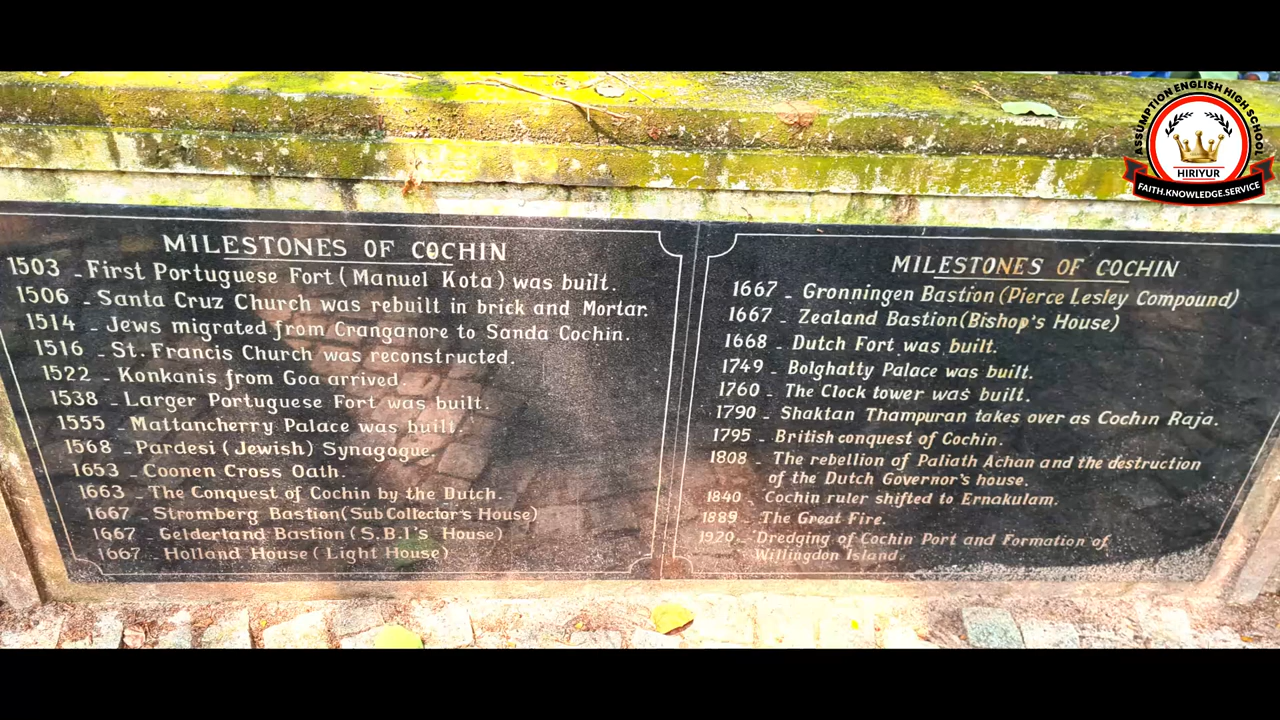 ASSUMPTION ENGLISH HIGH SCHOOL
HIRIYUR
FAITH.KNOWLEDGE.SERVICE
MILESTONES OF COCHIN
1503 - First Portuguese Fort (Manuel Kota) was built.
1506 - Santa Cruz Church was rebuilt in brick and Mortar.
1514 - Jews migrated from Cranganore to Sanda Cochin.
1516 - St. Francis Church was reconstructed.
1522 - Konkanis from Goa arrived.
1538 - Larger Portuguese Fort was built.
1555 - Mattancherry Palace was built.
1568 - Pardesi (Jewish) Synagogue.
1653 - Coonen Cross Oath.
1663 - The Conquest of Cochin by the Dutch.
1667 - Stromberg Bastion (Sub Collector's House)
1667 - Geldertand Bastion (S.B.I's House)
1667 - Holland House (Light House)
MILESTONES OF COCHIN
1667 - Gronningen Bastion (Pierce Lesley Compound)
1667 - Zealand Bastion (Bishop's House)
1668 - Dutch Fort was built.
1749 - Bolghatty Palace was built.
1760 - The Clock tower was built.
1790 - Shaktan Thampuran takes over as Cochin Raja.
1795 - British conquest of Cochin.
1808 - The rebellion of Paliath Achan and the destruction
of the Dutch Governor's house.
1840 - Cochin ruler shifted to Ernakulam.
1889 - The Great Fire.
1920 - Dredging of Cochin Port and Formation of
Willingdon Island.